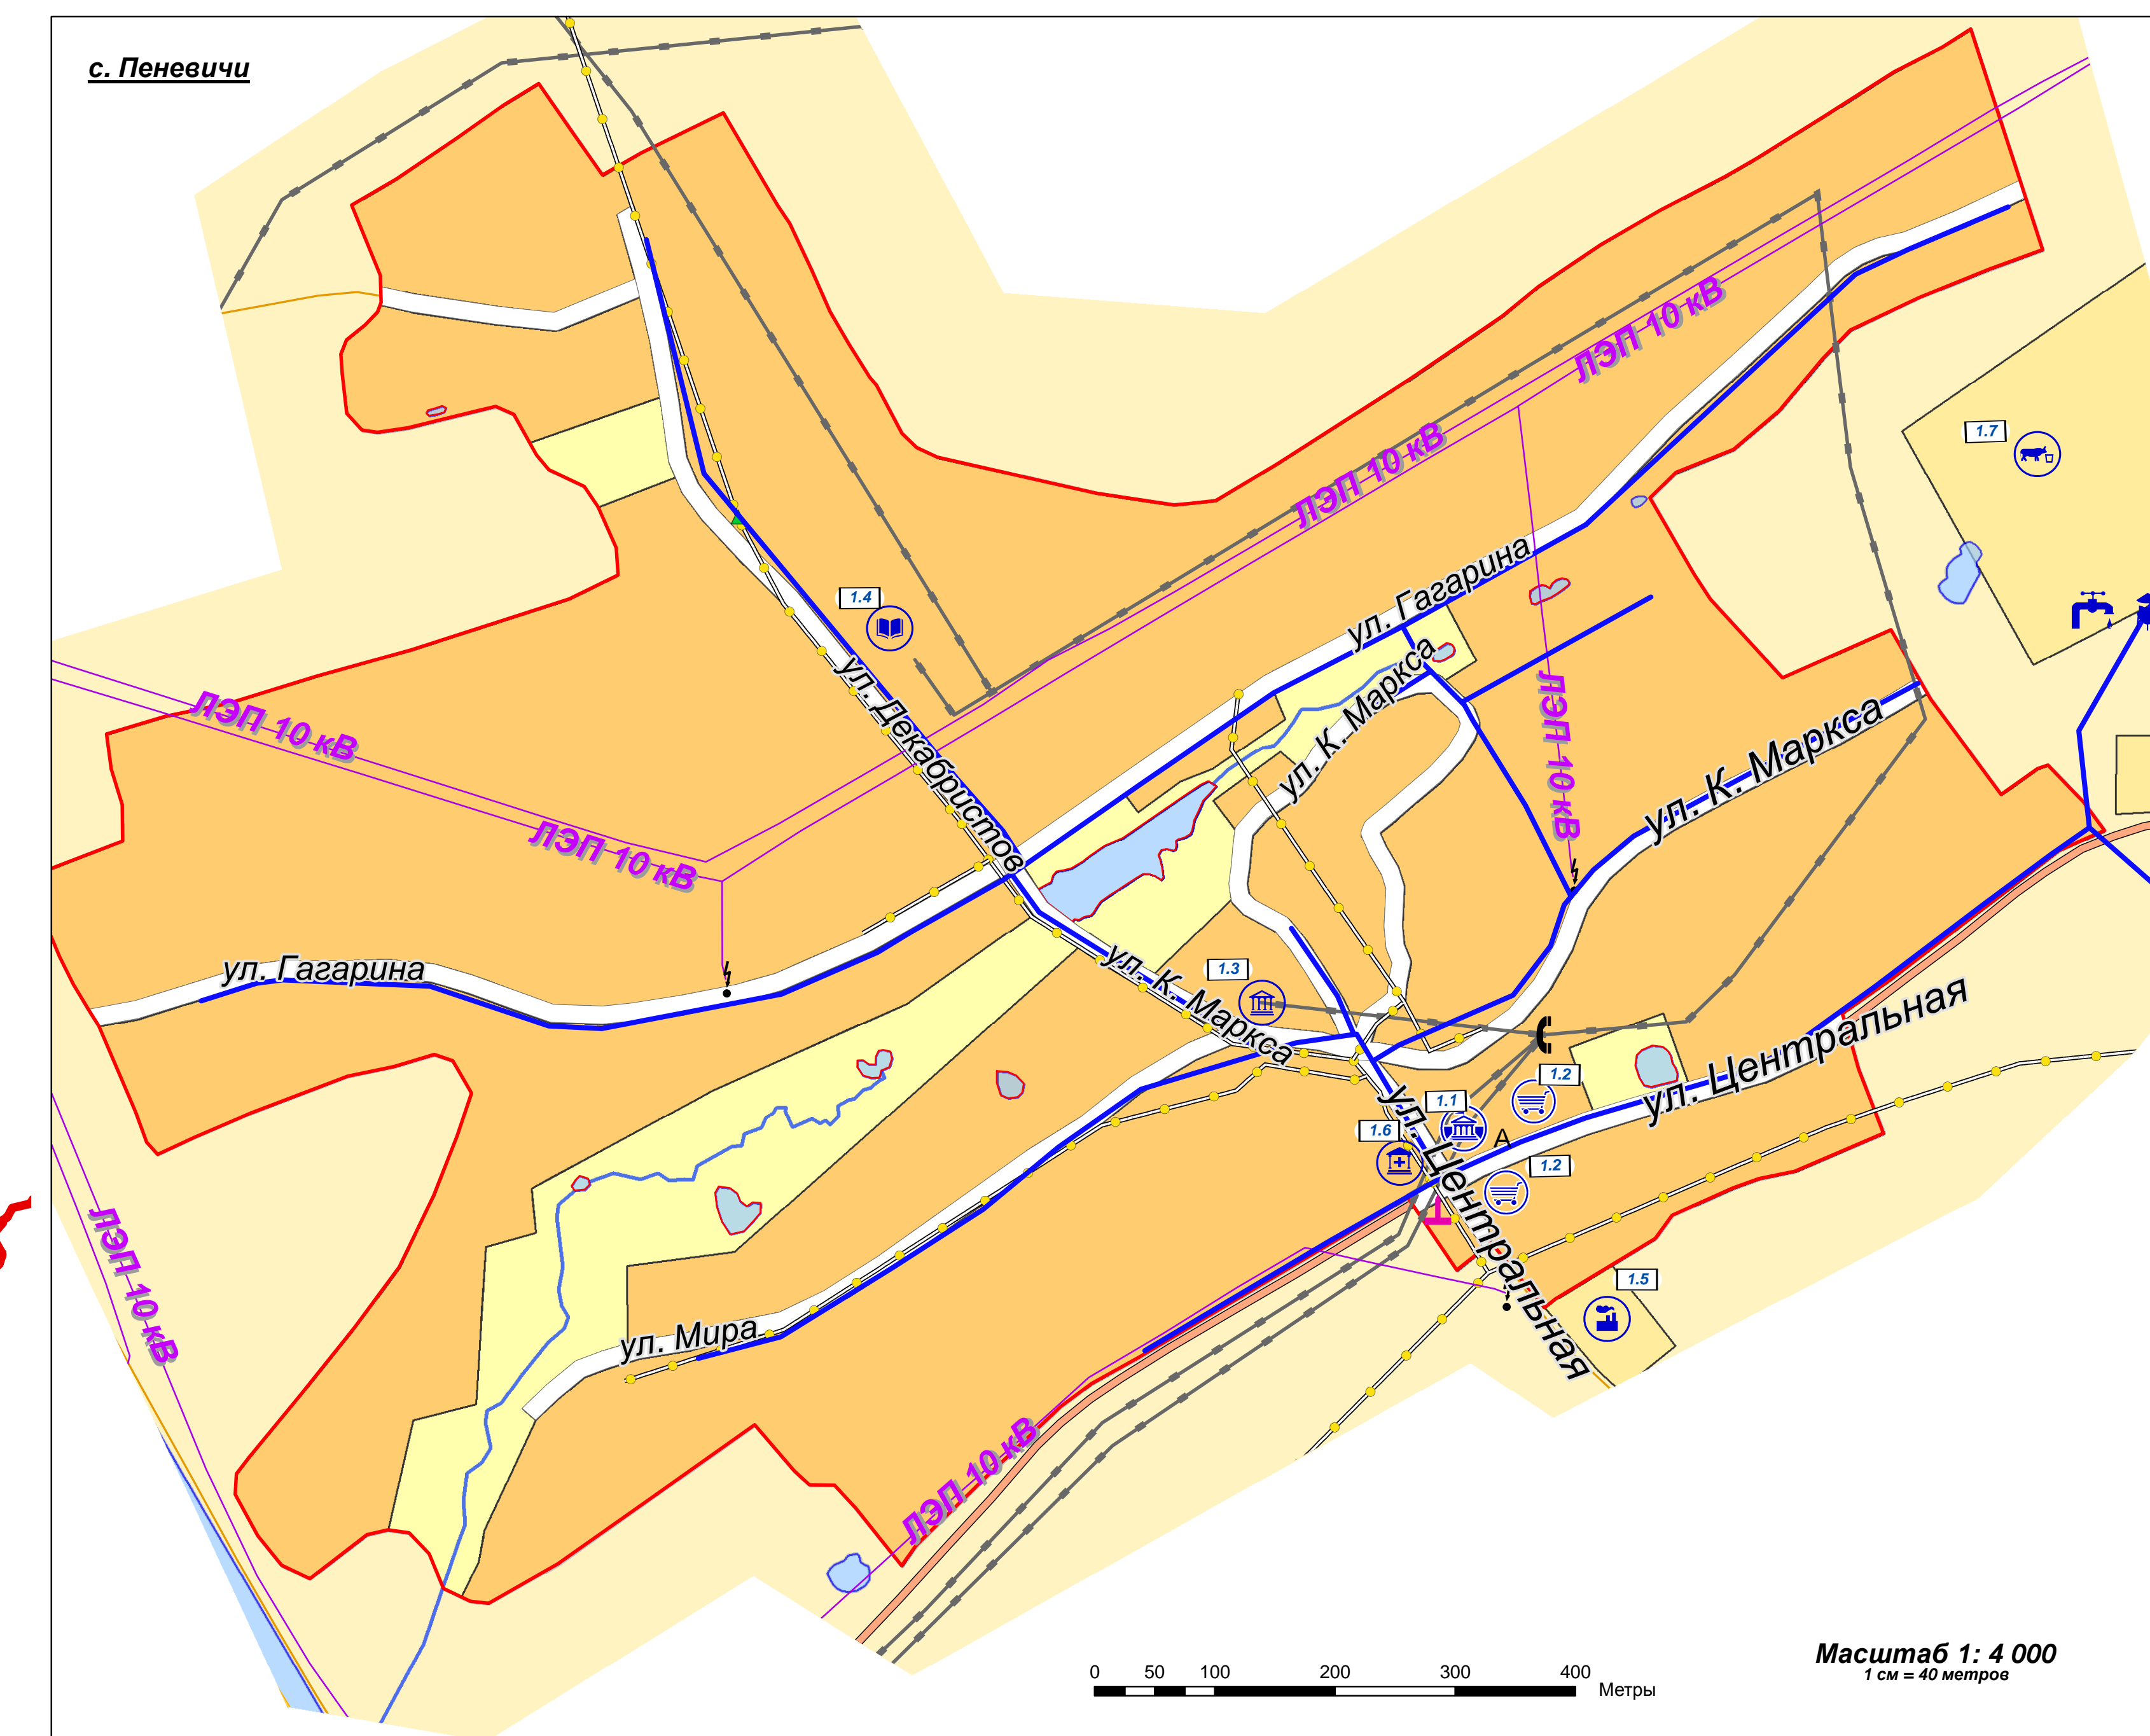 с. Пеневичи
ЛЭП 10 кВ
1.7
ЛЭП 10 кВ
ул. Гагарина
1.4
ул. К. Маркса
ул. Декабристов
ЛЭП 10 кВ
ЛЭП 10 кВ
ул. К. Маркса
ЛЭП 10 кВ
ул. Гагарина
ул. К. Маркса
1.3
ул. Центральная
1.2
1.1
1.6
А
1.2
ул. Центральная
1.5
ЛЭП 10 кВ
ул. Мира
ЛЭП 10 кВ
Масштаб 1: 4 000
1 см = 40 метров
0 50 100 200 300 400
Метры